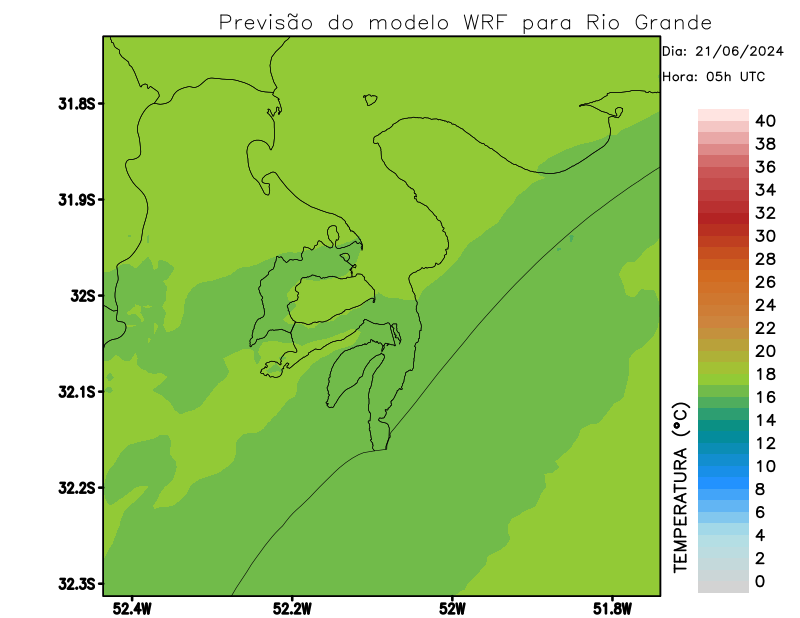 Previsão do modelo WRF para Rio Grande
Dia: 21/06/2024
Hora: 05h UTC
31.8S
31.9S
32S
32.1S
32.2S
32.3S
52.4W
52.2W
52W
51.8W
TEMPERATURA (°C)
40
38
36
34
32
30
28
26
24
22
20
18
16
14
12
10
8
6
4
2
0